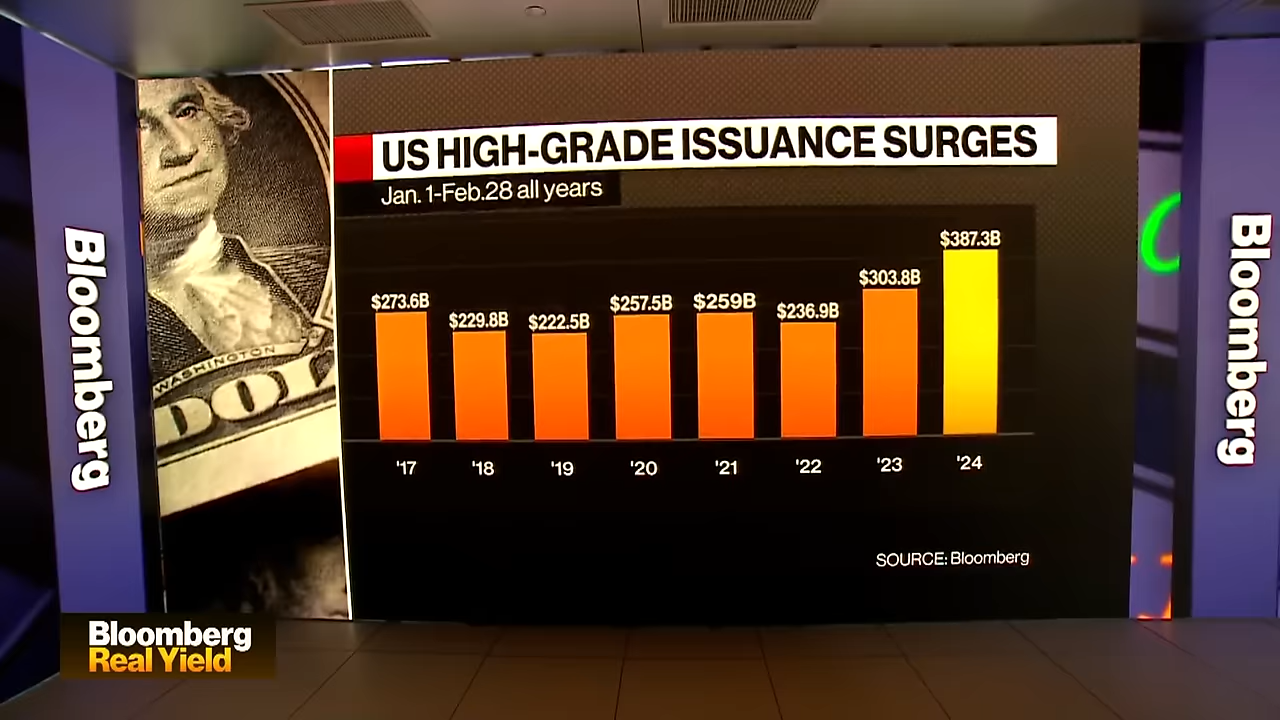 US HIGH-GRADE ISSUANCE SURGES
Jan. 1-Feb.28 all years
$273.6B
$229.8B
$222.5B
$257.5B
$259B
$236.9B
$303.8B
$387.3B
'17
'18
'19
'20
'21
'22
'23
'24
SOURCE: Bloomberg
WASHINGTON
DOL
Bloomberg
Bloomberg
Bloomberg
Real Yield